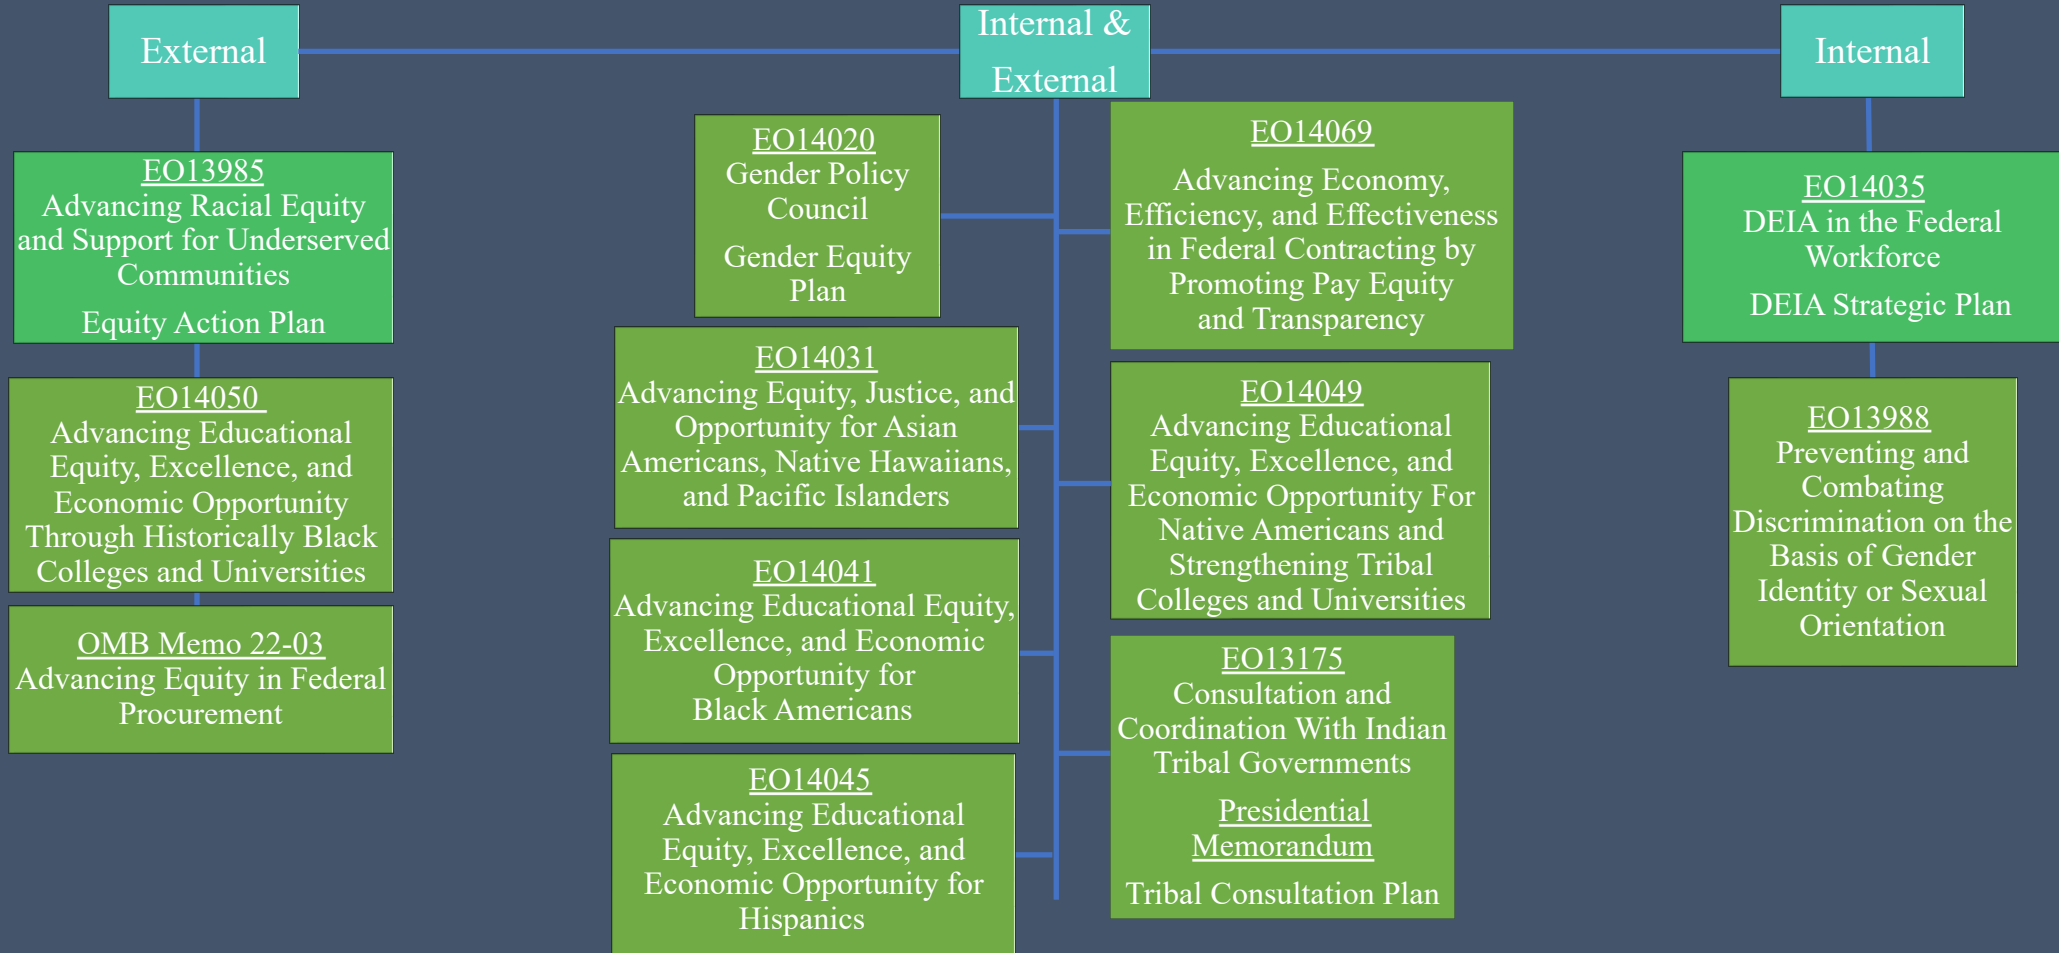 External
EO13985
Advancing Racial Equity
and Support for Underserved
Communities
Equity Action Plan
EO14050
Advancing Educational
Equity, Excellence, and
Economic Opportunity
Through Historically Black
Colleges and Universities
OMB Memo 22-03
Advancing Equity in Federal
Procurement
Internal &
External
EO14020
Gender Policy
Council
Gender Equity
Plan
EO14031
Advancing Equity, Justice, and
Opportunity for Asian
Americans, Native Hawaiians,
and Pacific Islanders
EO14041
Advancing Educational Equity,
Excellence, and Economic
Opportunity for
Black Americans
EO14045
Advancing Educational
Equity, Excellence, and
Economic Opportunity for
Hispanics
EO14069
Advancing Economy,
Efficiency, and Effectiveness
in Federal Contracting by
Promoting Pay Equity
and Transparency
EO14049
Advancing Educational
Equity, Excellence, and
Economic Opportunity For
Native Americans and
Strengthening Tribal
Colleges and Universities
EO13175
Consultation and
Coordination With Indian
Tribal Governments
Presidential
Memorandum
Tribal Consultation Plan
Internal
EO14035
DEIA in the Federal
Workforce
DEIA Strategic Plan
EO13988
Preventing and
Combating
Discrimination on the
Basis of Gender
Identity or Sexual
Orientation